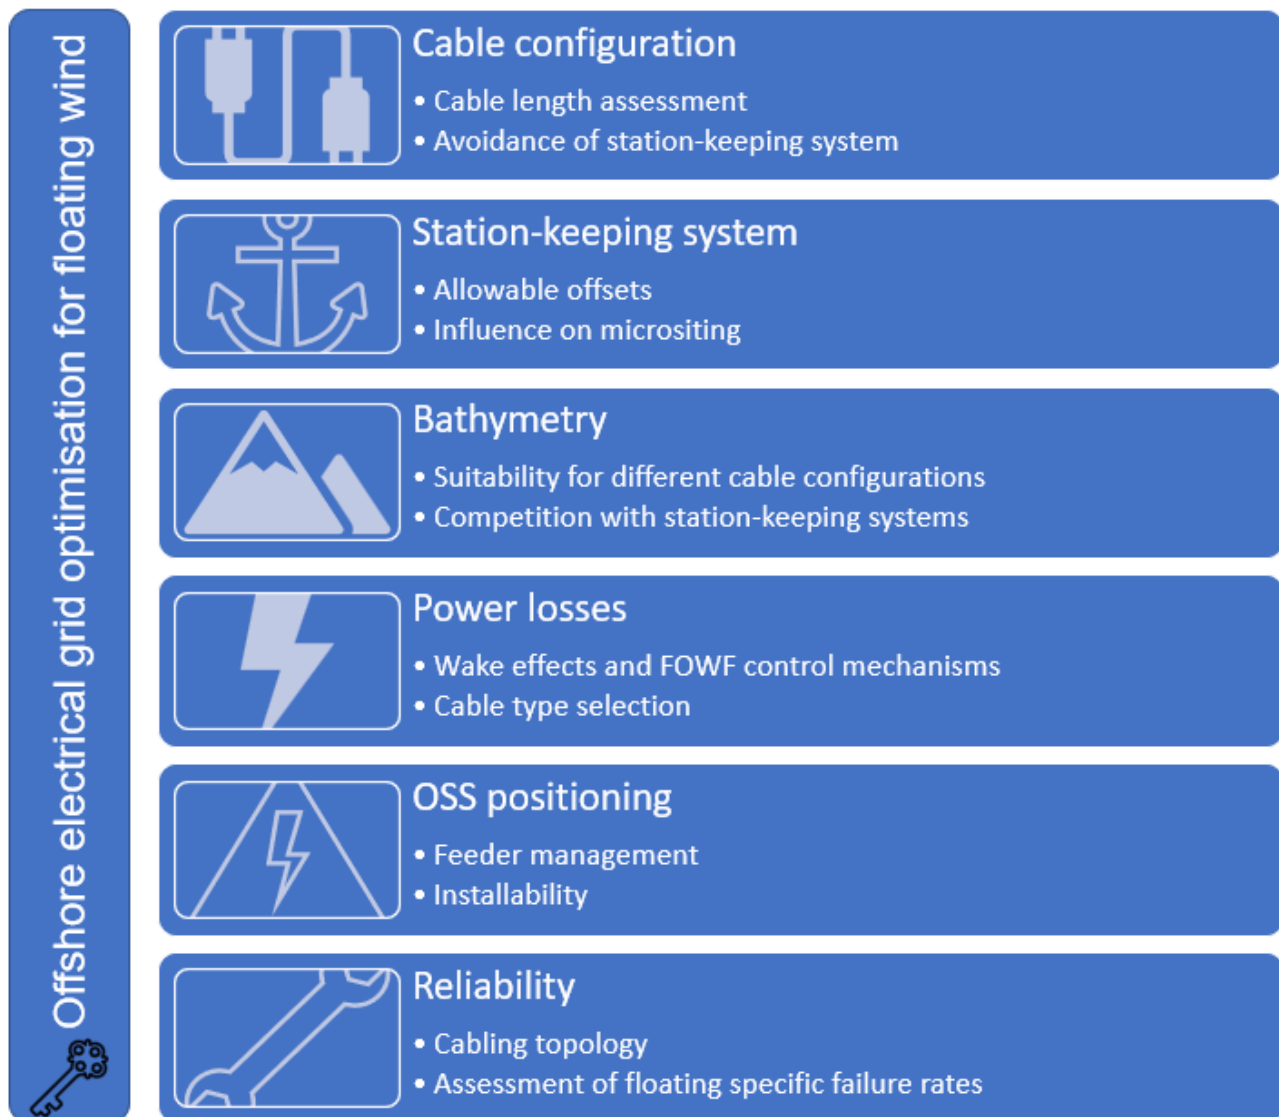 Offshore electrical grid optimisation for floating wind
Cable configuration
• Cable length assessment
• Avoidance of station-keeping system
Station-keeping system
• Allowable offsets
• Influence on micrositing
Bathymetry
• Suitability for different cable configurations
• Competition with station-keeping systems
Power losses
• Wake effects and FOWF control mechanisms
• Cable type selection
OSS positioning
• Feeder management
• Installability
Reliability
• Cabling topology
• Assessment of floating specific failure rates